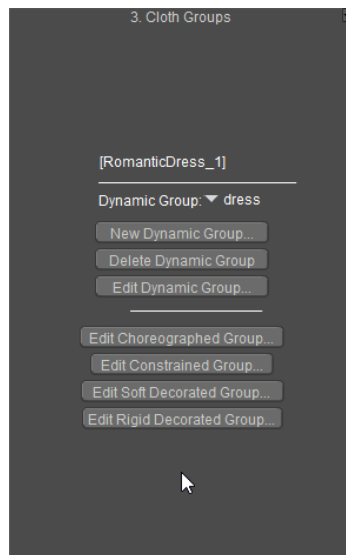 3. Cloth Groups
[RomanticDress_1]
Dynamic Group: dress
New Dynamic Group...
Delete Dynamic Group
Edit Dynamic Group...
Edit Choreographed Group...
Edit Constrained Group...
Edit Soft Decorated Group...
Edit Rigid Decorated Group...